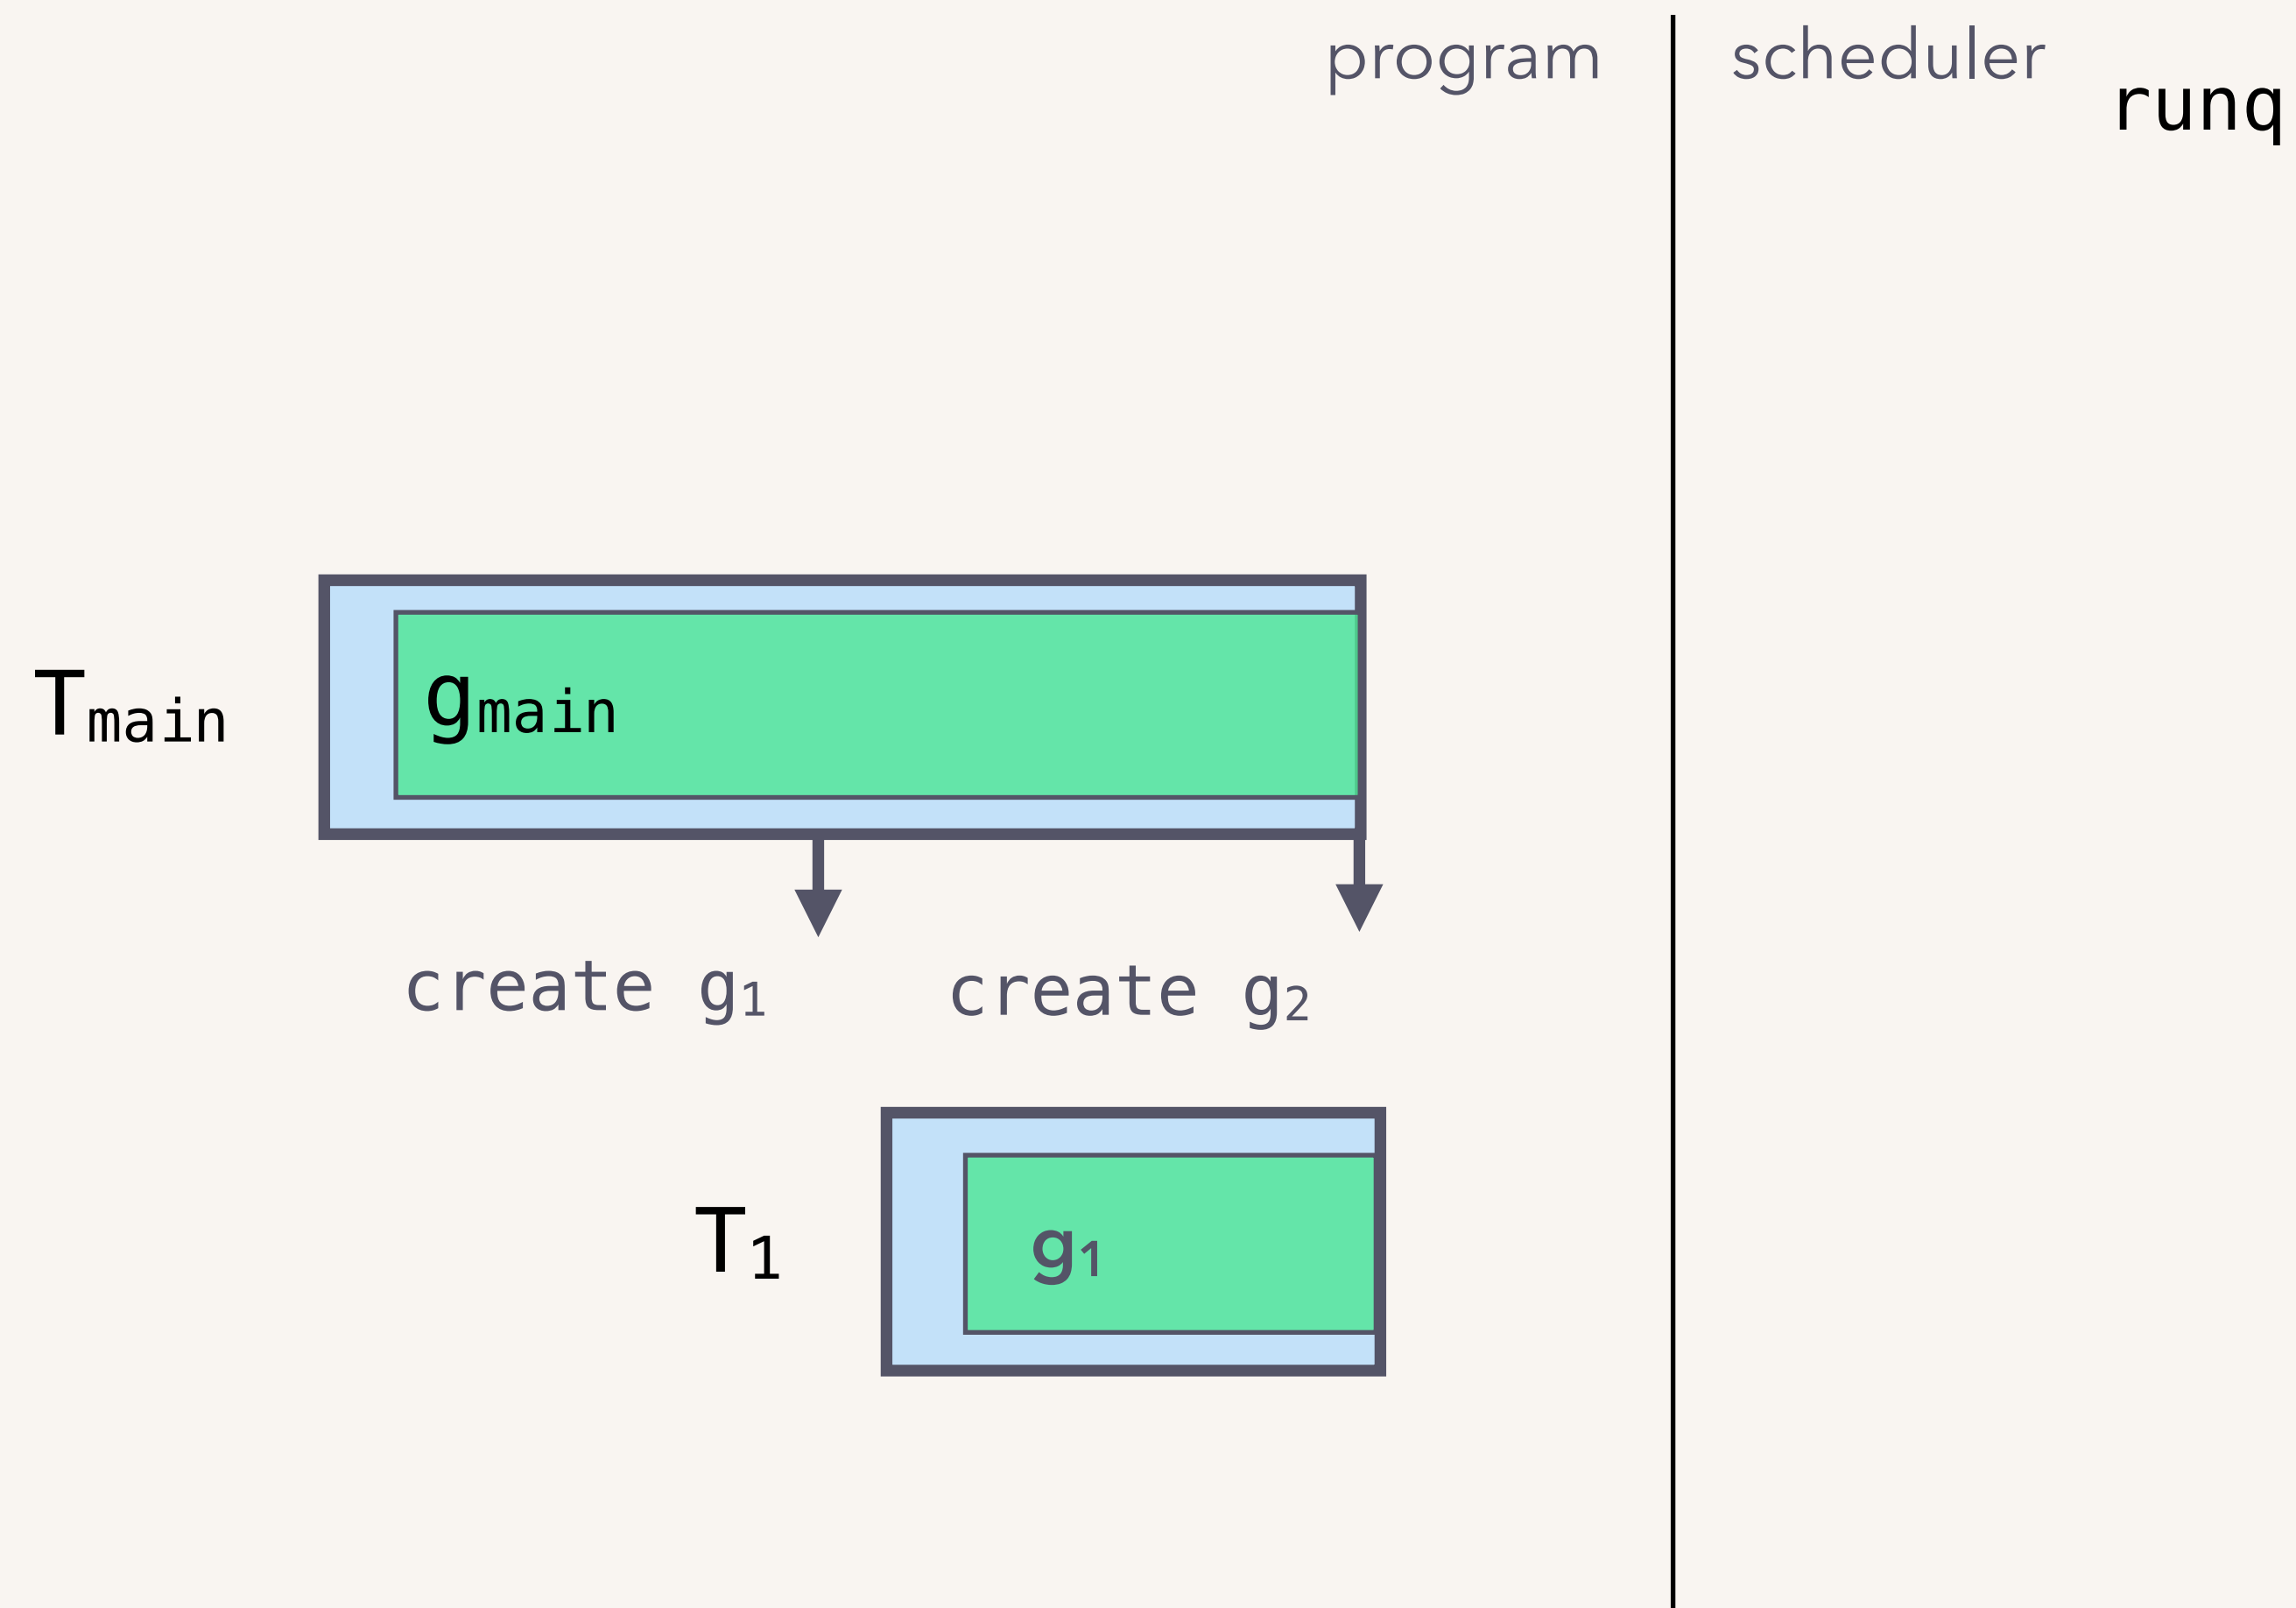 program
scheduler
runq
Tmain
gmain
create g1
create g2
T1
g1